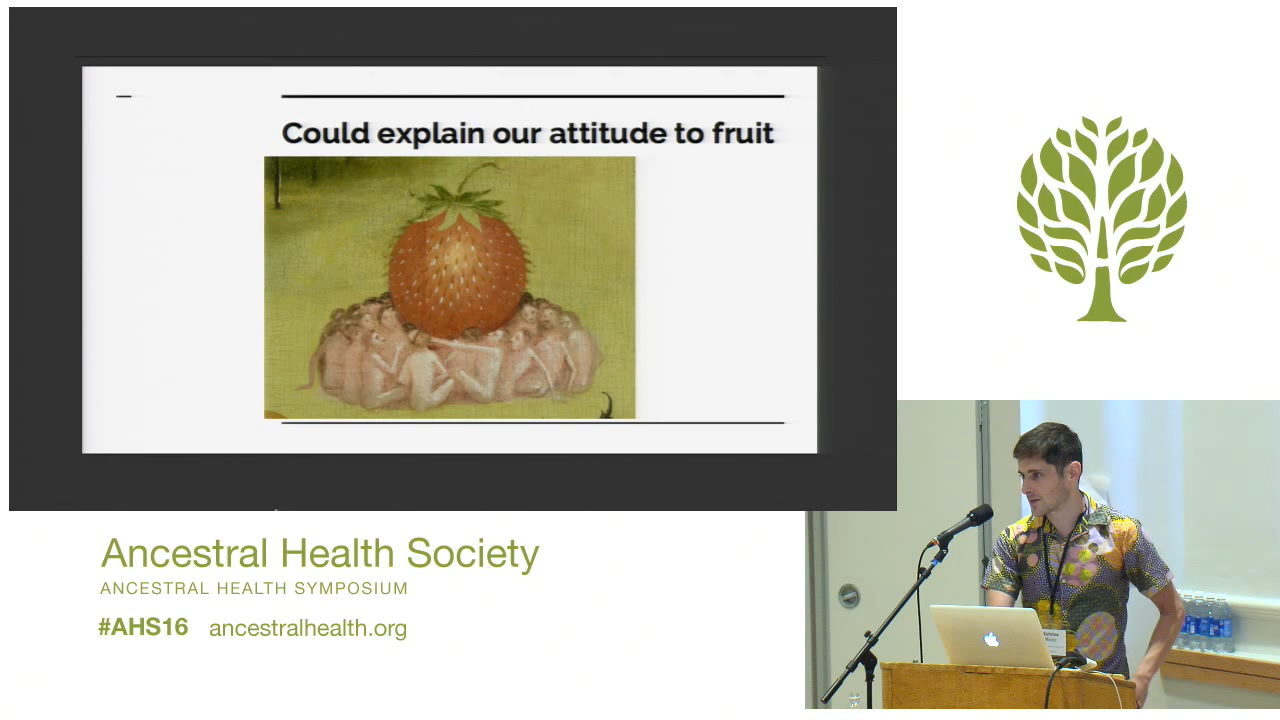 Could explain our attitude to fruit
Ancestral Health Society
ANCESTRAL HEALTH SYMPOSIUM
#AHS16 ancestralhealth.org